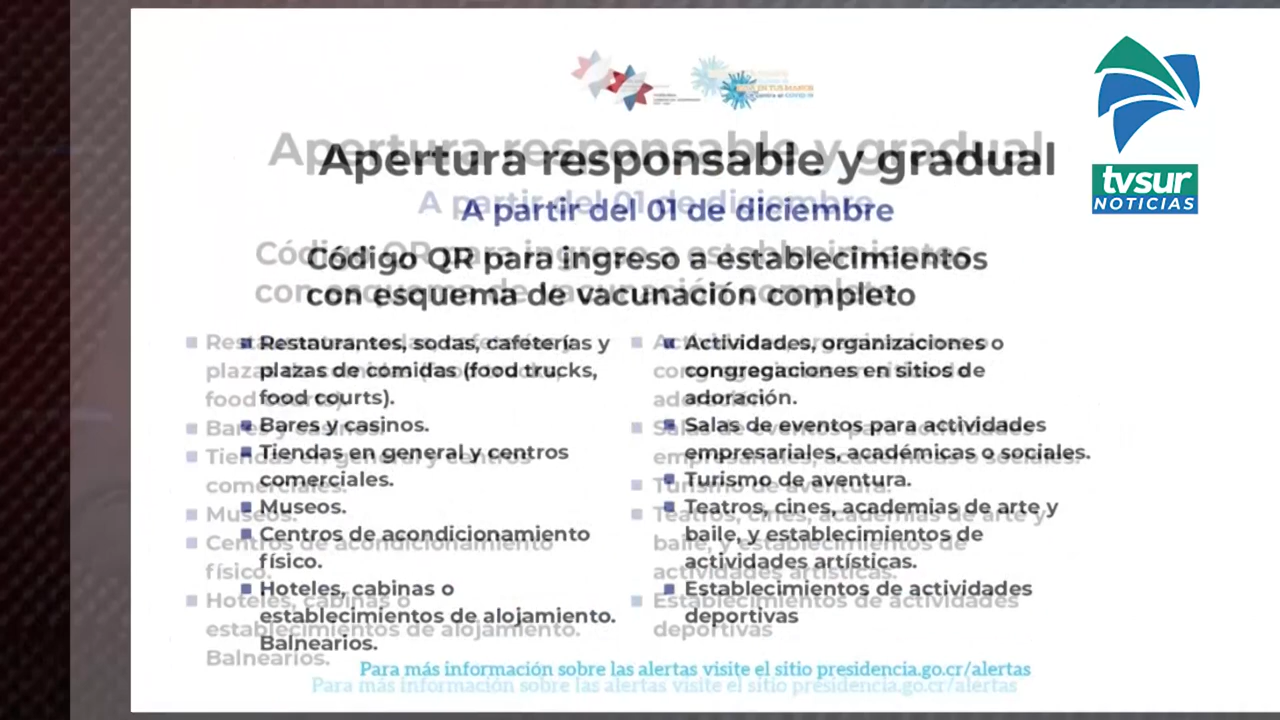 Apertura responsable y gradual
A partir del 01 de diciembre
Código QR para ingreso a establecimientos
con esquema de vacunación completo
Restaurantes, sodas, cafeterías y
plazas de comidas (food trucks,
food courts).
Bares y casinos.
Tiendas en general y centros
comerciales.
Museos.
Centros de acondicionamiento
físico.
Hoteles, cabinas o
establecimientos de alojamiento.
Balnearios.
Actividades, organizaciones o
congregaciones en sitios de
adoración.
Salas de eventos para actividades
empresariales, académicas o sociales.
Turismo de aventura.
Teatros, cines, academias de arte y
baile, y establecimientos de
actividades artísticas.
Establecimientos de actividades
deportivas
Para más información sobre las alertas visite el sitio presidencia.go.cr/alertas
tvsur
NOTICIAS